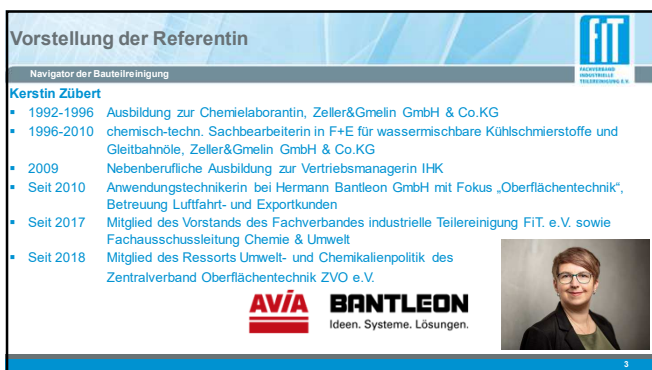 Vorstellung der Referentin
FiT
FACHVERBAND
INDUSTRIELLE
TEILEREINIGUNG E.V.
Navigator der Bauteilreinigung
Kerstin Zübert
▪ 1992-1996 Ausbildung zur Chemielaborantin, Zeller&Gmelin GmbH & Co.KG
▪ 1996-2010 chemisch-techn. Sachbearbeiterin in F+E für wassermischbare Kühlschmierstoffe und
Gleitbahnöle, Zeller&Gmelin GmbH & Co.KG
▪ 2009 Nebenberufliche Ausbildung zur Vertriebsmanagerin IHK
▪ Seit 2010 Anwendungstechnikerin bei Hermann Bantleon GmbH mit Fokus „Oberflächentechnik“,
Betreuung Luftfahrt- und Exportkunden
▪ Seit 2017 Mitglied des Vorstands des Fachverbandes industrielle Teilereinigung FiT. e.V. sowie
Fachausschussleitung Chemie & Umwelt
▪ Seit 2018 Mitglied des Ressorts Umwelt- und Chemikalienpolitik des
Zentralverband Oberflächentechnik ZVO e.V.
AVIA BANTLEON
Ideen. Systeme. Lösungen.
3